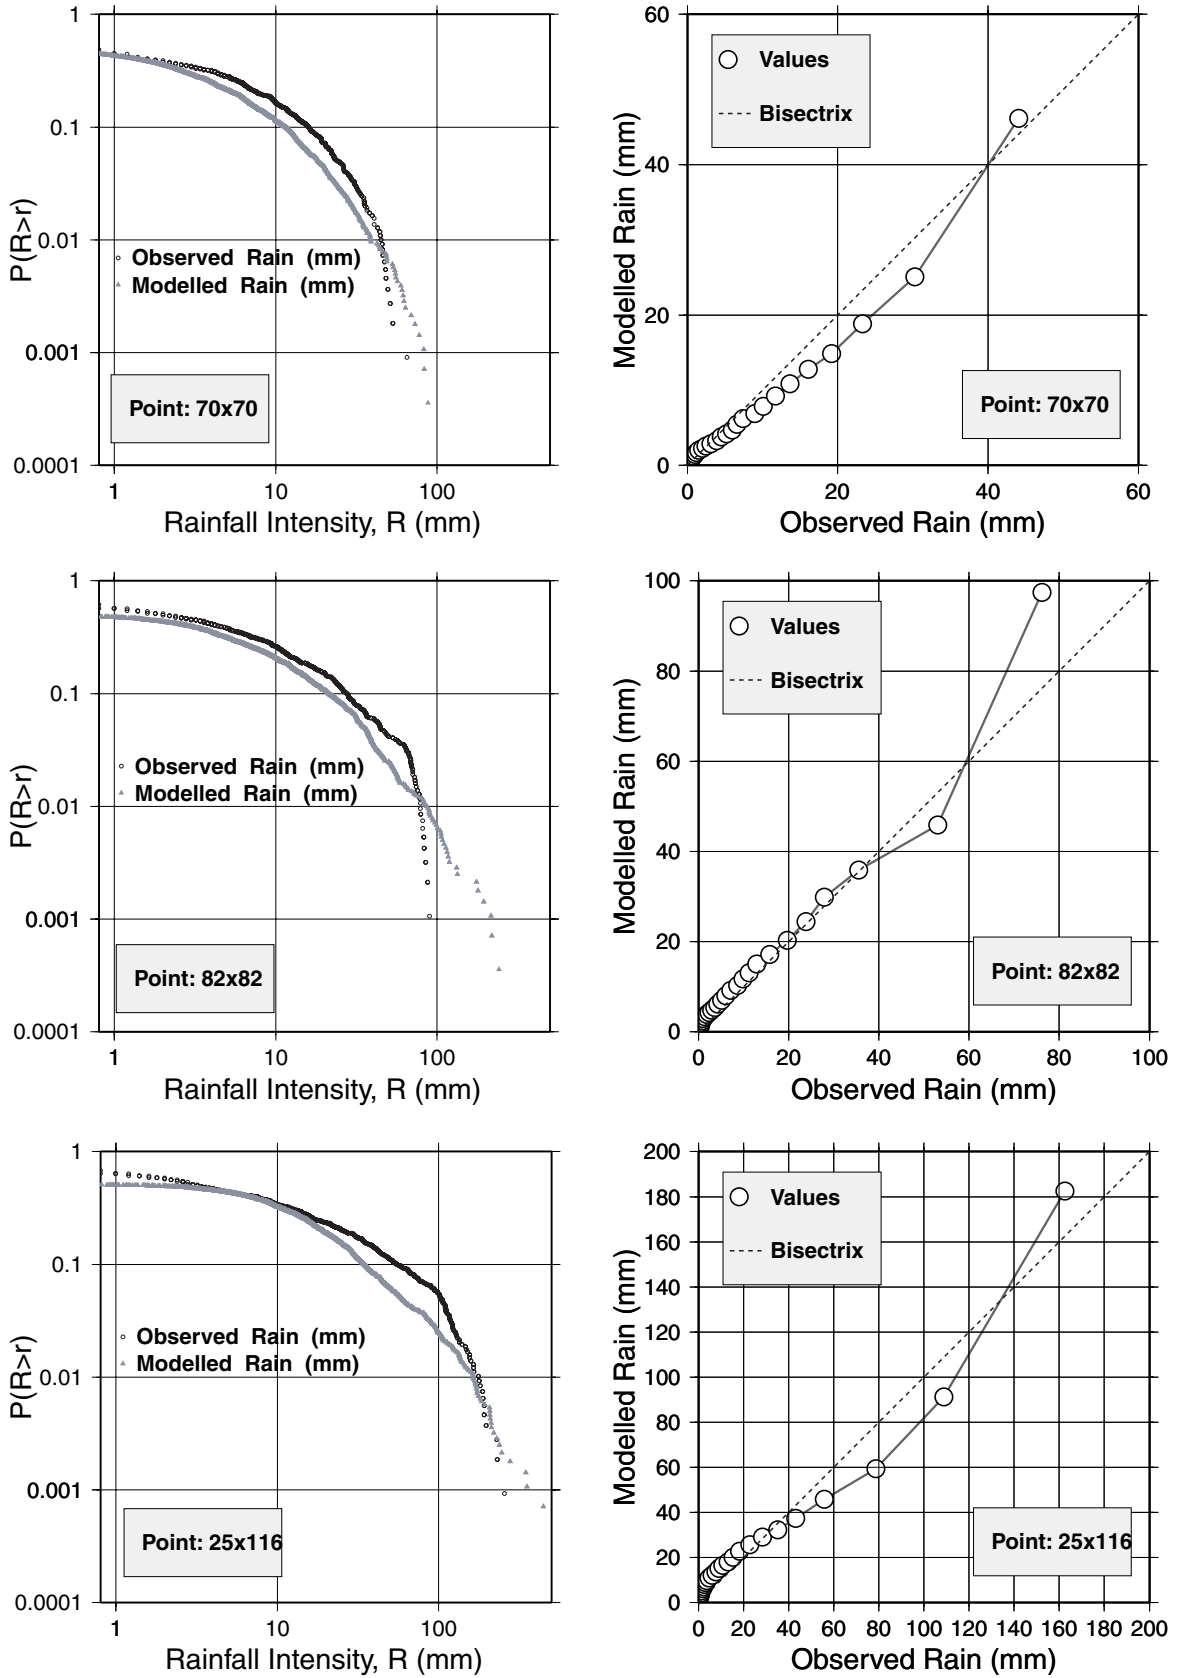 1
0.1
0.01
0.001
0.0001
P(R>r)
Observed Rain (mm)
Modelled Rain (mm)
Point: 70x70
1 10 100
Rainfall Intensity, R (mm)
60
40
20
0
Modelled Rain (mm)
Values
Bisectrix
Point: 70x70
0 20 40 60
Observed Rain (mm)
1
0.1
0.01
0.001
0.0001
P(R>r)
Observed Rain (mm)
Modelled Rain (mm)
Point: 82x82
1 10 100
Rainfall Intensity, R (mm)
100
80
60
40
20
0
Modelled Rain (mm)
Values
Bisectrix
Point: 82x82
0 20 40 60 80 100
Observed Rain (mm)
1
0.1
0.01
0.001
0.0001
P(R>r)
Observed Rain (mm)
Modelled Rain (mm)
Point: 25x116
1 10 100
Rainfall Intensity, R (mm)
200
180
160
140
120
100
80
60
40
20
0
Modelled Rain (mm)
Values
Bisectrix
Point: 25x116
0 20 40 60 80 100 120 140 160 180 200
Observed Rain (mm)